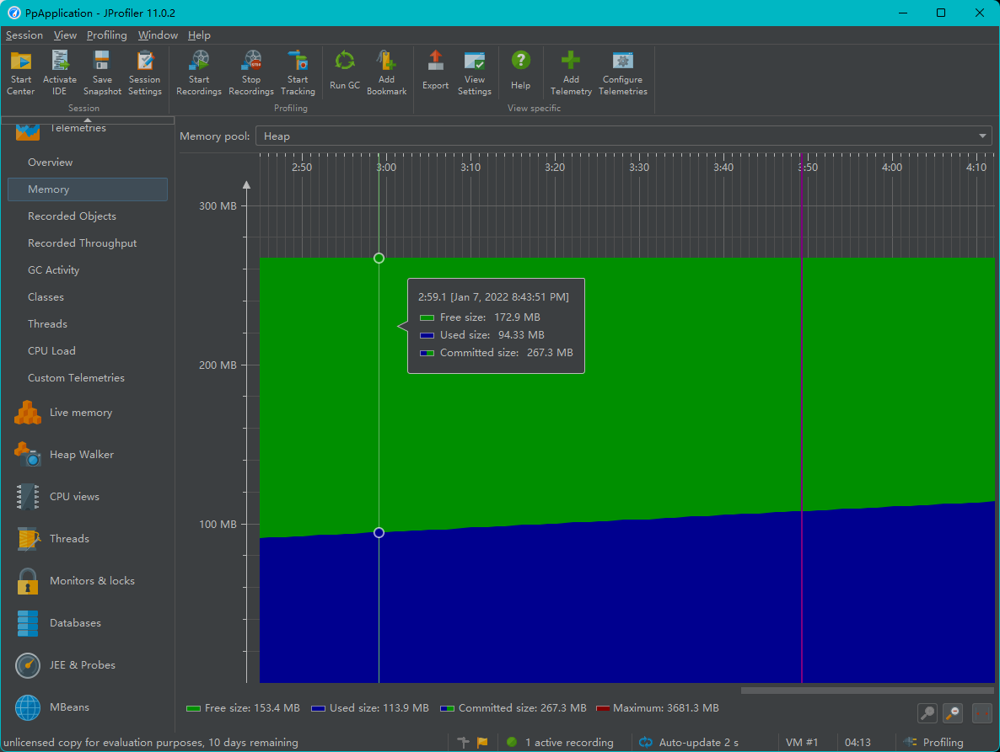 PpApplication - JProfiler 11.0.2
Session View Profiling Window Help
Start Center
Activate IDE
Save Snapshot
Session Settings
Start Recordings
Stop Recordings
Start Tracking
Run GC
Add Bookmark
Export
View Settings
Help
Add Telemetry
Configure Telemetries
Session
Profiling
View specific
Telemetries
Overview
Memory
Recorded Objects
Recorded Throughput
GC Activity
Classes
Threads
CPU Load
Custom Telemetries
Live memory
Heap Walker
CPU views
Threads
Monitors & locks
Databases
JEE & Probes
MBeans
Memory pool: Heap
2:50 3:00 3:10 3:20 3:30 3:40 3:50 4:00 4:10
300 MB
200 MB
100 MB
2:59.1 [Jan 7, 2022 8:43:51 PM]
Free size: 172.9 MB
Used size: 94.33 MB
Committed size: 267.3 MB
Free size: 153.4 MB Used size: 113.9 MB Committed size: 267.3 MB Maximum: 3681.3 MB
unlicensed copy for evaluation purposes, 10 days remaining
1 active recording
Auto-update 2 s
VM #1
04:13
Profiling